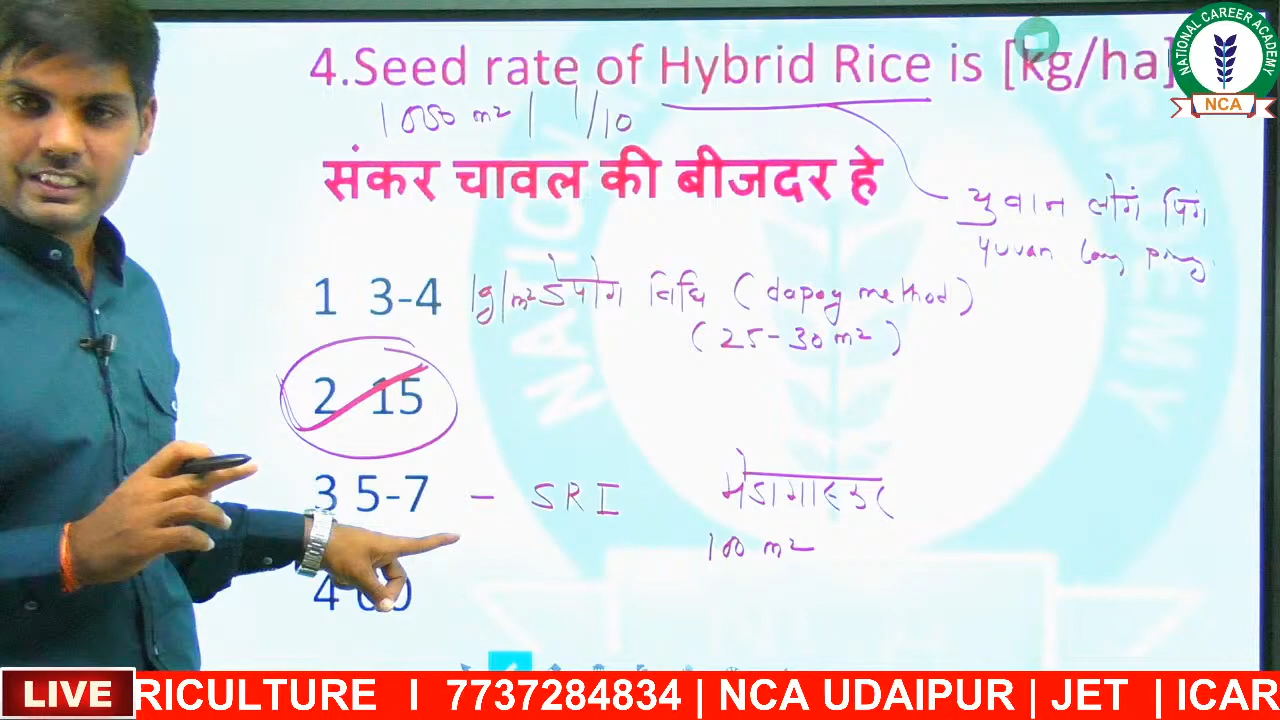 4.Seed rate of Hybrid Rice is [kg/ha]
1000 m² | 1/10
संकर चावल की बीजदर हे
युवान लोंग पिंग
Yuvan long ping
1 3-4 kg/m² डेपोग विधि (dapog method)
(25-30 m²)
2 15
3 5-7 - SRI मेडागास्कर
100 m²
4 60
NATIONAL CAREER ACADEMY
NCA
LIVE RICULTURE I 7737284834 | NCA UDAIPUR | JET | ICAR